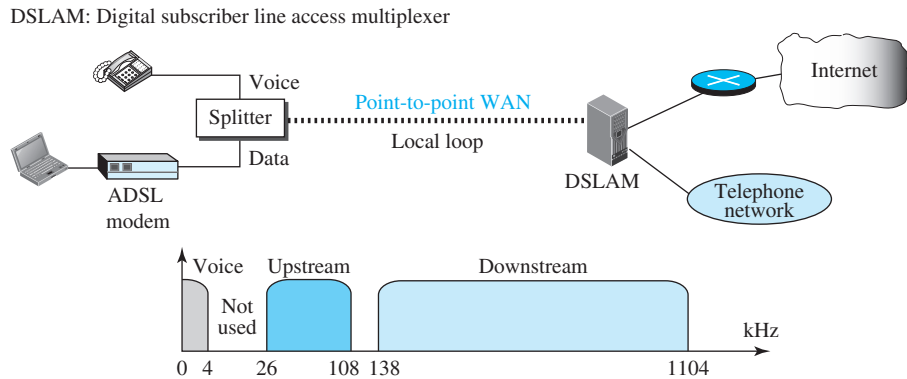 DSLAM: Digital subscriber line access multiplexer
Voice
Splitter
Data
ADSL
modem
Point-to-point WAN
Local loop
DSLAM
Internet
Telephone
network
Voice
Not
used
Upstream
Downstream
kHz
0 4 26 108 138 1104